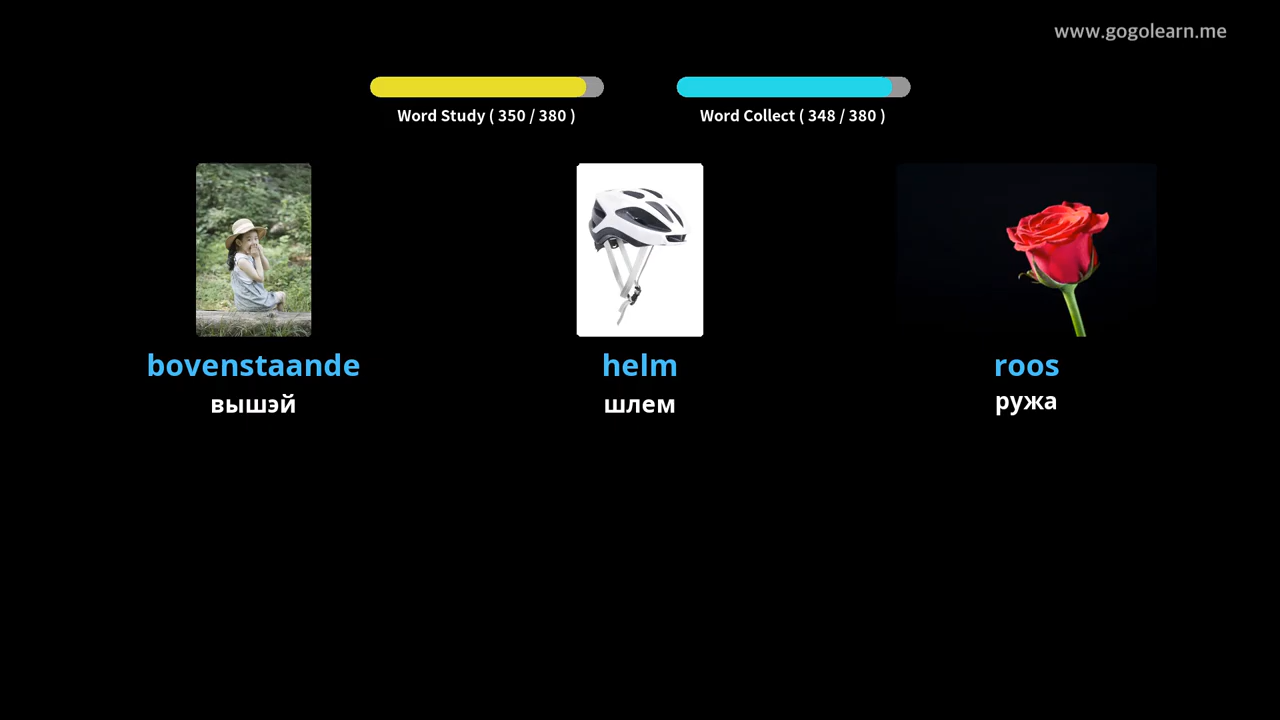 www.gogolearn.me
Word Study ( 350 / 380 )
Word Collect ( 348 / 380 )
bovenstaande
helm
roos
вышэй
шлем
ружа